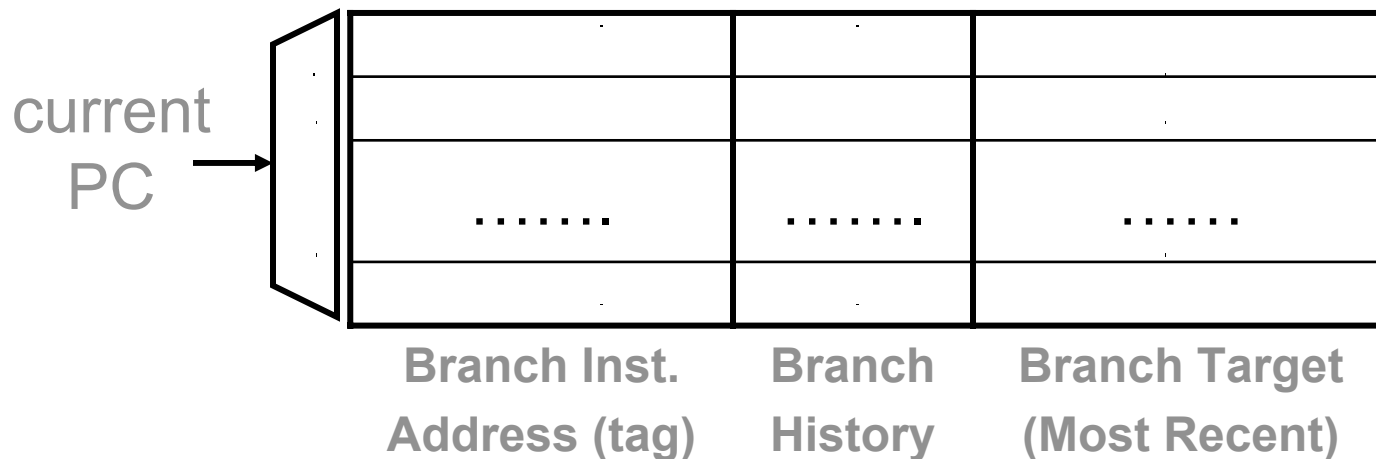 current
PC
.......
.......
......
Branch Inst.
Address (tag)
Branch
History
Branch Target
(Most Recent)